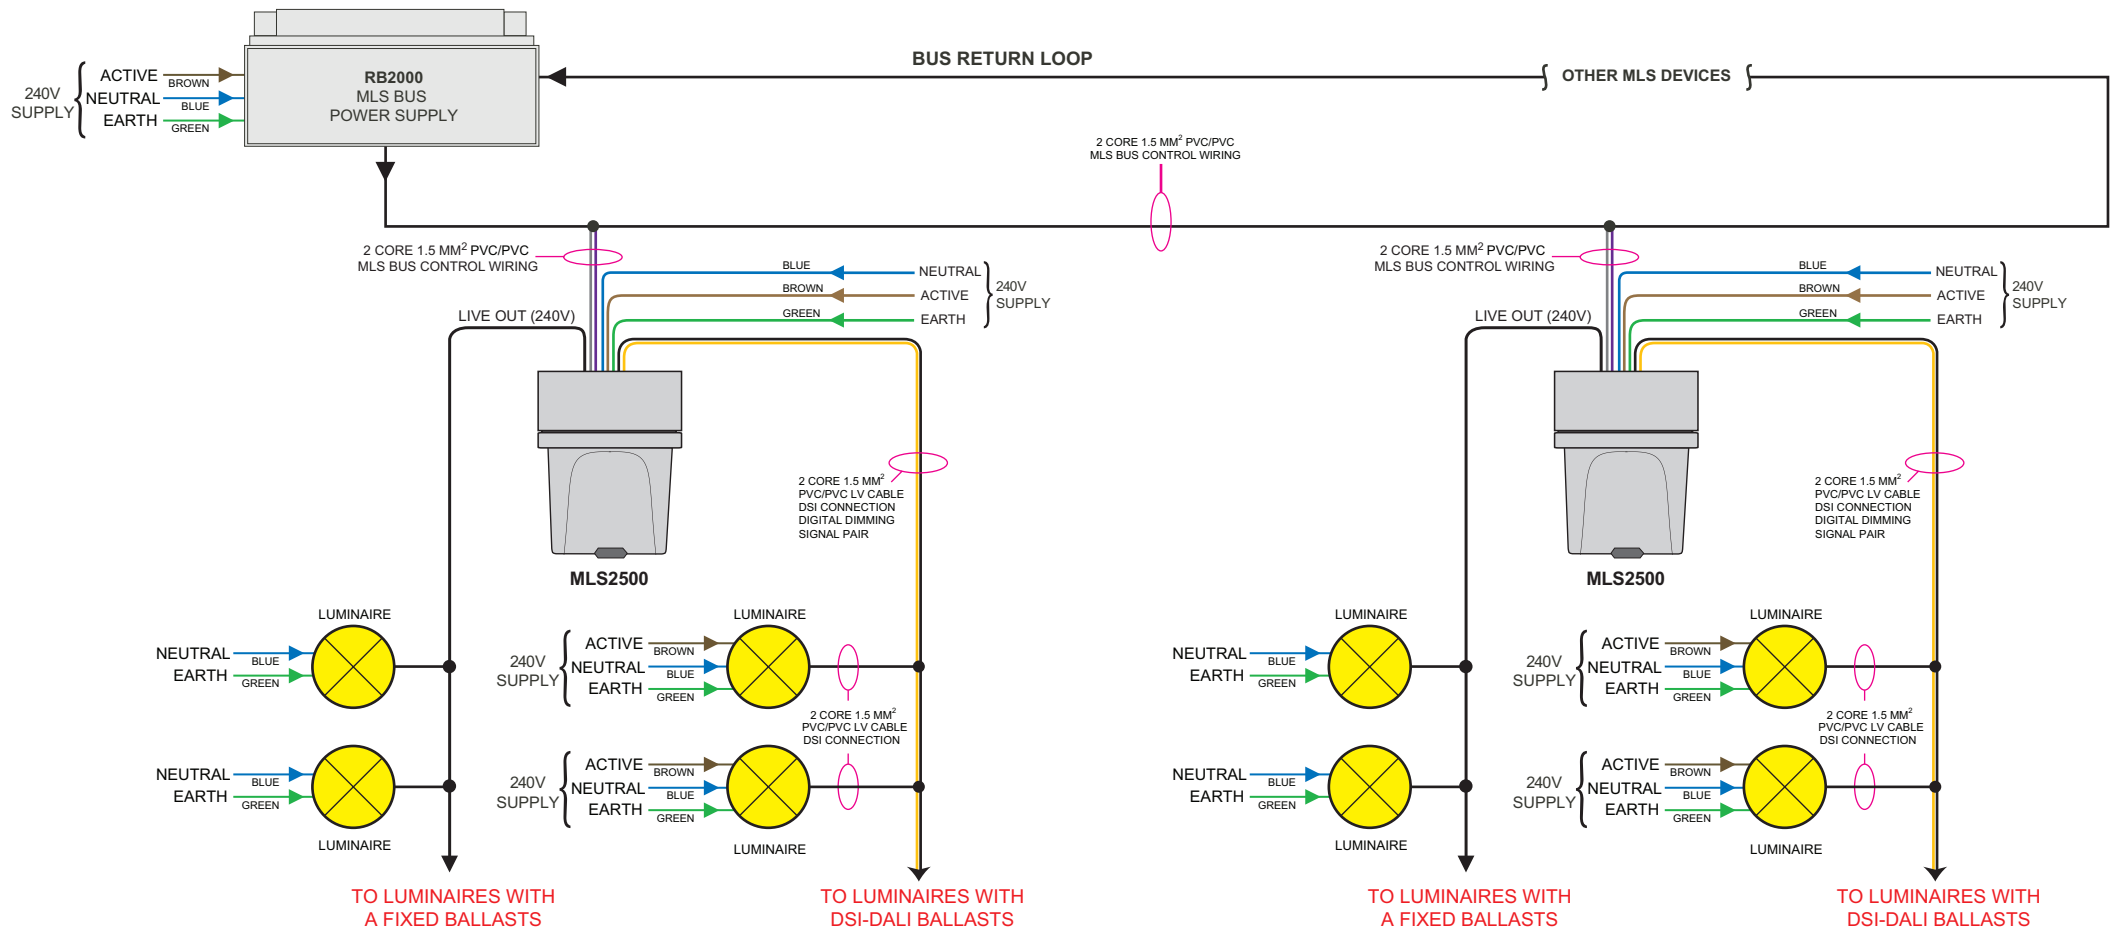 BUS RETURN LOOP
OTHER MLS DEVICES
RB2000
MLS BUS
POWER SUPPLY
240V
SUPPLY
ACTIVE
BROWN
NEUTRAL
BLUE
EARTH
GREEN
2 CORE 1.5 MM² PVC/PVC
MLS BUS CONTROL WIRING
2 CORE 1.5 MM² PVC/PVC
MLS BUS CONTROL WIRING
BLUE
NEUTRAL
BROWN
ACTIVE
GREEN
EARTH
240V
SUPPLY
LIVE OUT (240V)
2 CORE 1.5 MM²
PVC/PVC LV CABLE
DSI CONNECTION
DIGITAL DIMMING
SIGNAL PAIR
MLS2500
LUMINAIRE
NEUTRAL
BLUE
EARTH
GREEN
NEUTRAL
BLUE
EARTH
GREEN
LUMINAIRE
TO LUMINAIRES WITH
A FIXED BALLASTS
LUMINAIRE
240V
SUPPLY
ACTIVE
BROWN
NEUTRAL
BLUE
EARTH
GREEN
2 CORE 1.5 MM²
PVC/PVC LV CABLE
DSI CONNECTION
240V
SUPPLY
ACTIVE
BROWN
NEUTRAL
BLUE
EARTH
GREEN
LUMINAIRE
TO LUMINAIRES WITH
DSI-DALI BALLASTS
2 CORE 1.5 MM² PVC/PVC
MLS BUS CONTROL WIRING
BLUE
NEUTRAL
BROWN
ACTIVE
GREEN
EARTH
240V
SUPPLY
LIVE OUT (240V)
2 CORE 1.5 MM²
PVC/PVC LV CABLE
DSI CONNECTION
DIGITAL DIMMING
SIGNAL PAIR
MLS2500
LUMINAIRE
NEUTRAL
BLUE
EARTH
GREEN
NEUTRAL
BLUE
EARTH
GREEN
LUMINAIRE
TO LUMINAIRES WITH
A FIXED BALLASTS
LUMINAIRE
240V
SUPPLY
ACTIVE
BROWN
NEUTRAL
BLUE
EARTH
GREEN
2 CORE 1.5 MM²
PVC/PVC LV CABLE
DSI CONNECTION
240V
SUPPLY
ACTIVE
BROWN
NEUTRAL
BLUE
EARTH
GREEN
LUMINAIRE
TO LUMINAIRES WITH
DSI-DALI BALLASTS